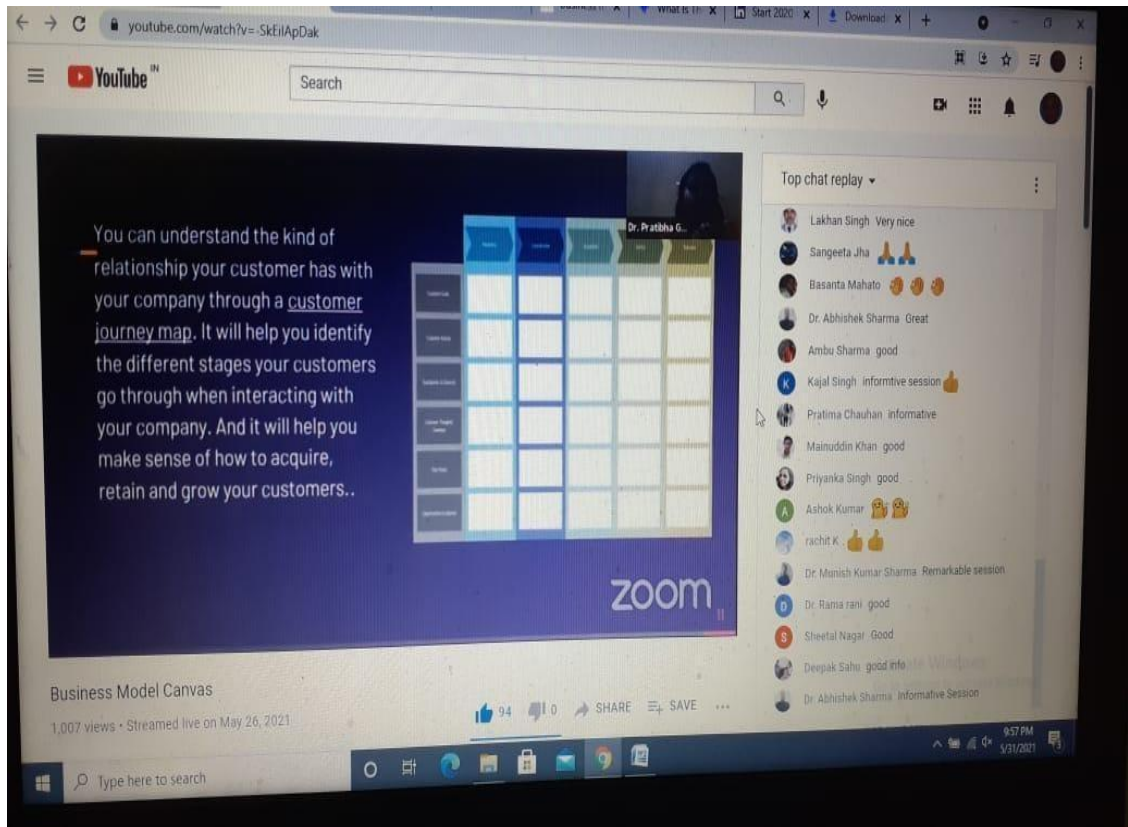 What is Th
Start 2020
Download
youtube.com/watch?v=-SkEilApDak
YouTube IN
Search
You can understand the kind of
relationship your customer has with
your company through a customer
journey map. It will help you identify
the different stages your customers
go through when interacting with
your company. And it will help you
make sense of how to acquire,
retain and grow your customers..
Dr. Pratibha G...
zoom
Business Model Canvas
1,007 views • Streamed live on May 26, 2021
94
0
SHARE
SAVE
Top chat replay
Lakhan Singh Very nice
Sangeeta Jha
Basanta Mahato
Dr. Abhishek Sharma Great
Ambu Sharma good
K Kajal Singh informtive session
Pratima Chauhan informative
Mainuddin Khan good
Priyanka Singh good
A Ashok Kumar
rachit K
Dr. Munish Kumar Sharma Remarkable session
D Dr. Rama rani good
S Sheetal Nagar Good
Deepak Sahu good info
Dr. Abhishek Sharma Informative Session
Type here to search
9:57 PM
5/31/2021